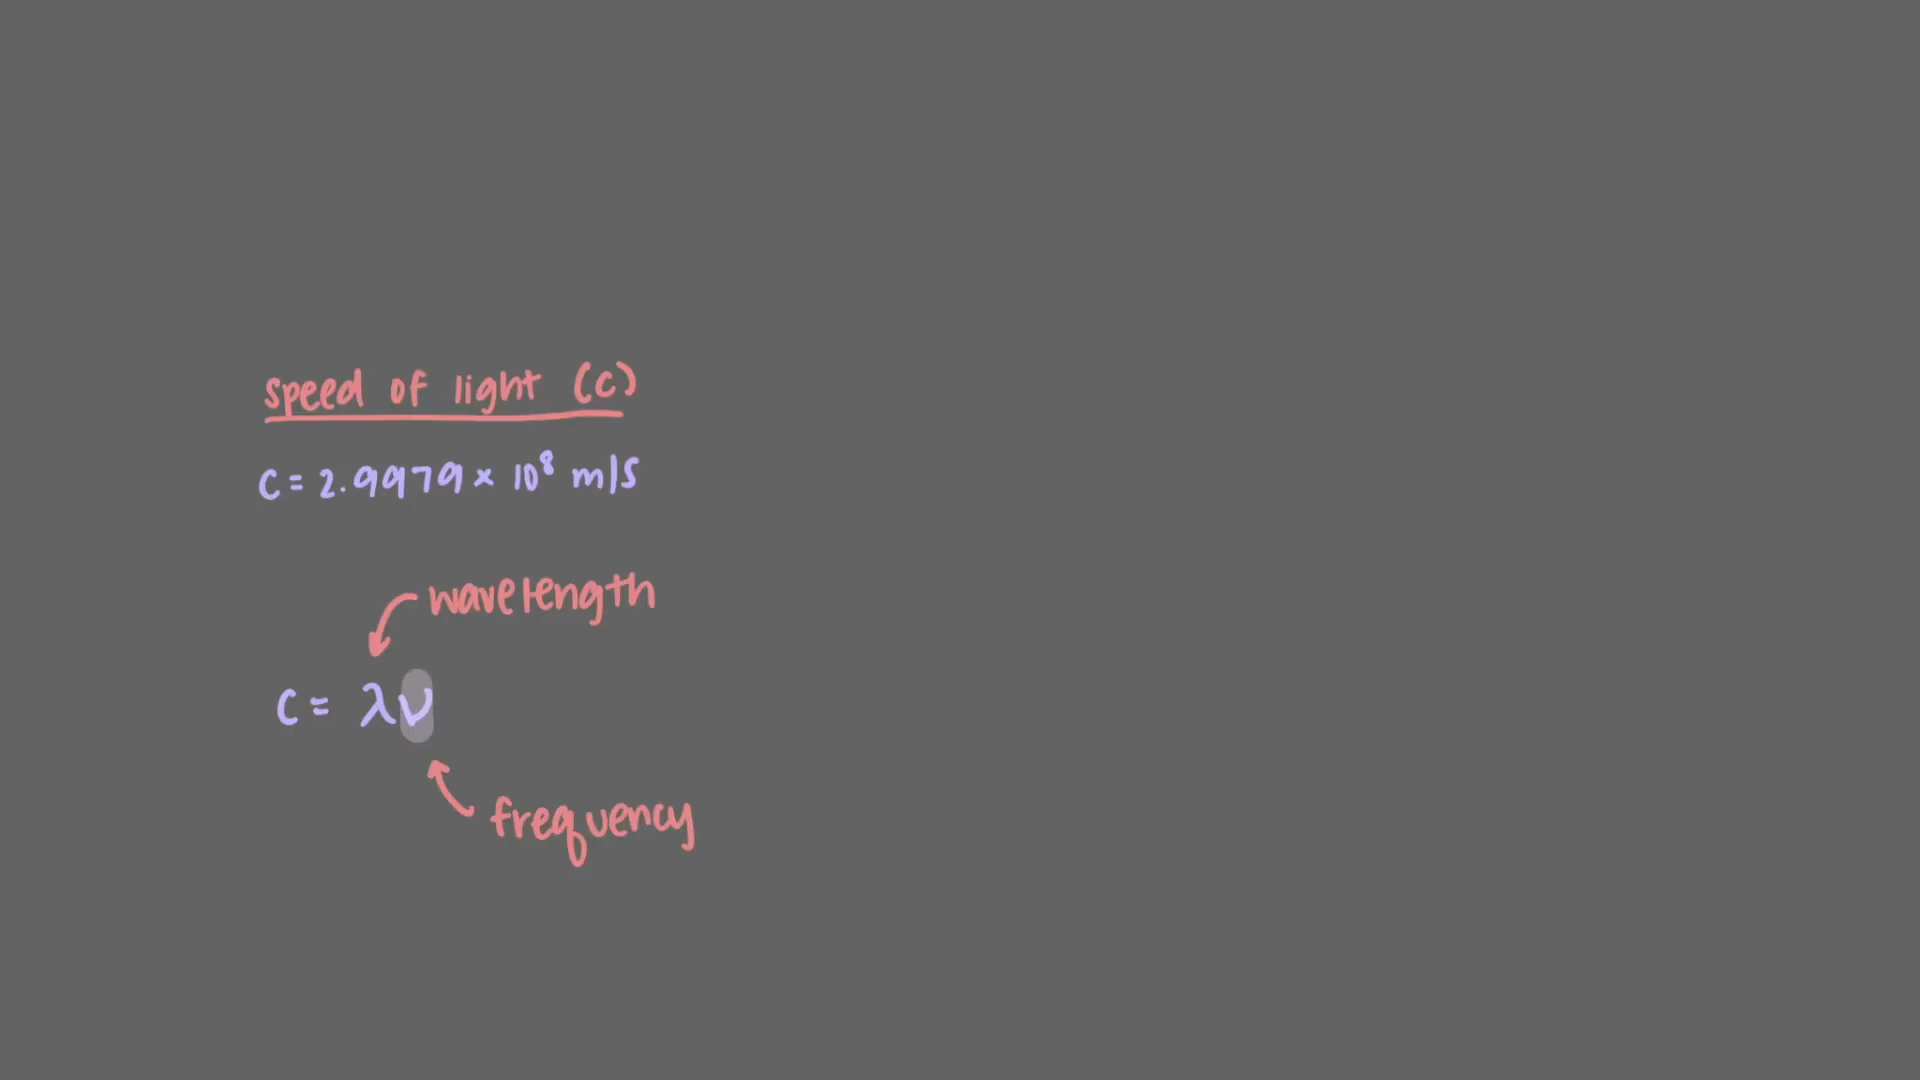 speed of light (c)
c = 2.9979 × 10⁸ m/s
wavelength
c = λν
frequency